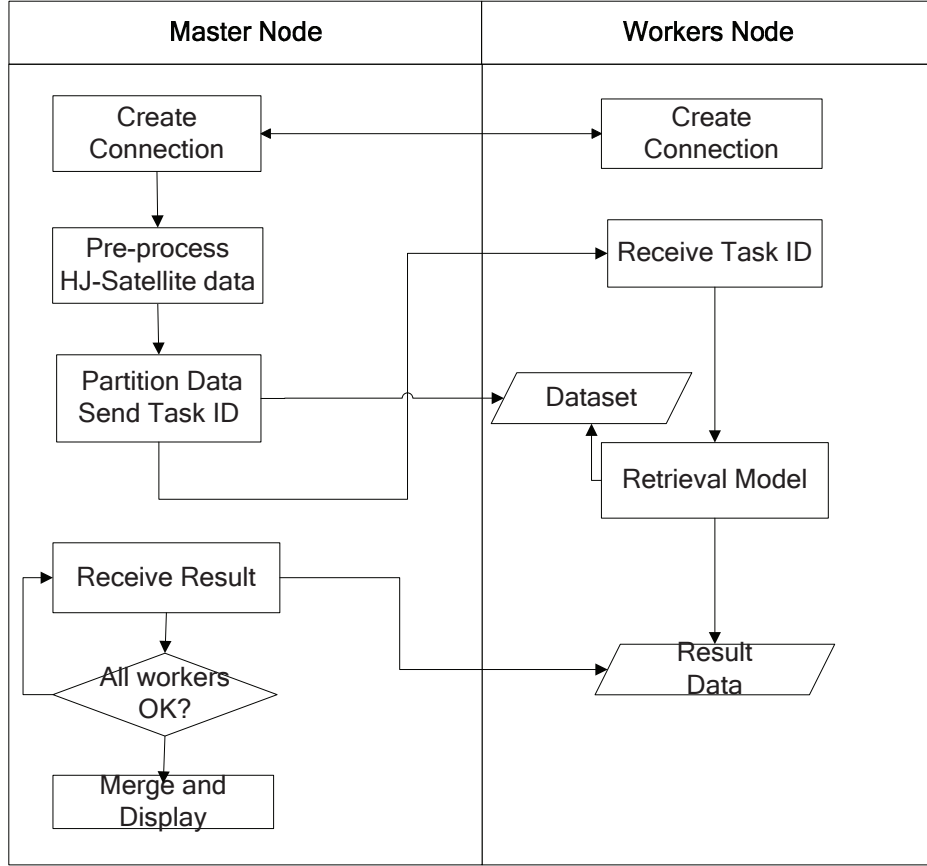 Master Node
Workers Node
Create
Connection
Create
Connection
Pre-process
HJ-Satellite data
Receive Task ID
Partition Data
Send Task ID
Dataset
Retrieval Model
Receive Result
All workers
OK?
Result
Data
Merge and
Display